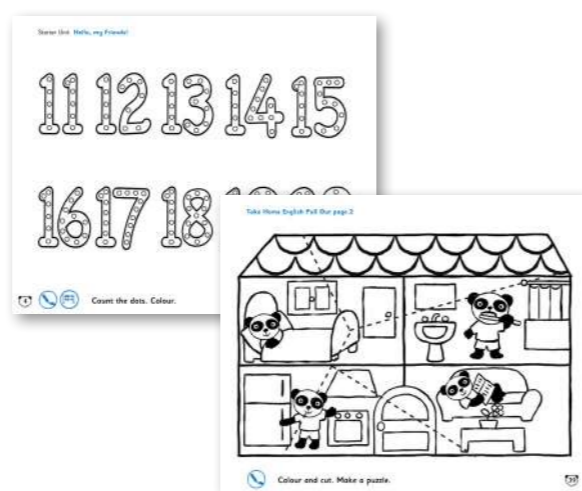 Starter Unit Hello, my Friends!
11 12 13 14 15
16 17 18
4 Count the dots. Colour.
Take Home English Pull Out page 2
Colour and cut. Make a puzzle.